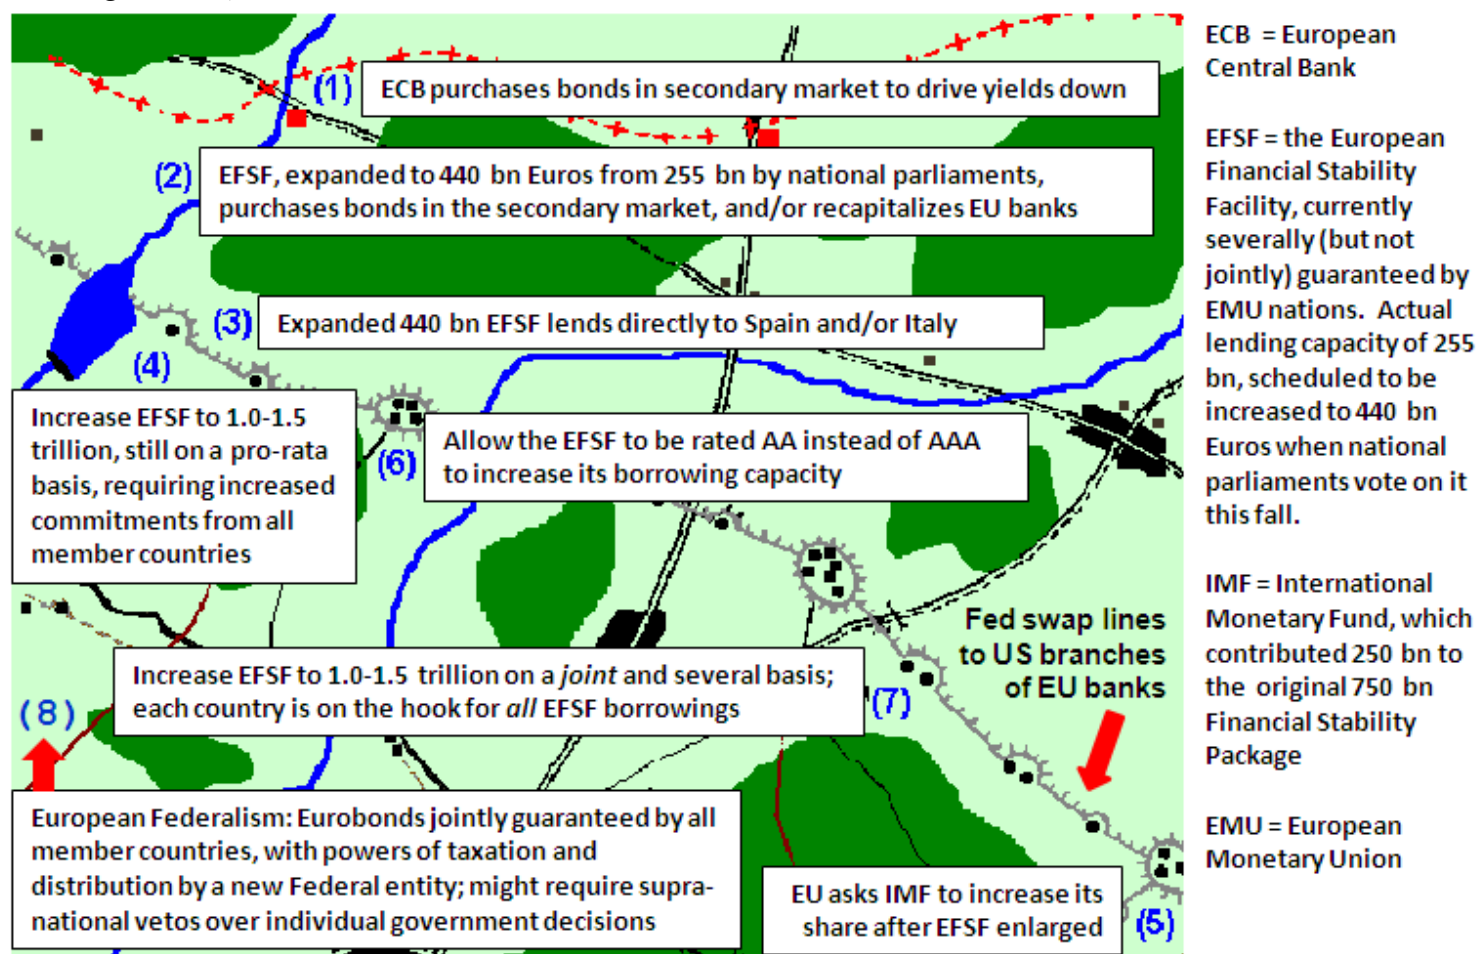 (1)
ECB purchases bonds in secondary market to drive yields down
(2)
EFSF, expanded to 440 bn Euros from 255 bn by national parliaments,
purchases bonds in the secondary market, and/or recapitalizes EU banks
(3)
Expanded 440 bn EFSF lends directly to Spain and/or Italy
(4)
Increase EFSF to 1.0-1.5
trillion, still on a pro-rata
basis, requiring increased
commitments from all
member countries
(6)
Allow the EFSF to be rated AA instead of AAA
to increase its borrowing capacity
Fed swap lines
to US branches
of EU banks
Increase EFSF to 1.0-1.5 trillion on a joint and several basis;
each country is on the hook for all EFSF borrowings
(7)
(8)
European Federalism: Eurobonds jointly guaranteed by all
member countries, with powers of taxation and
distribution by a new Federal entity; might require supra-
national vetos over individual government decisions
EU asks IMF to increase its
share after EFSF enlarged
(5)
ECB = European
Central Bank
EFSF = the European
Financial Stability
Facility, currently
severally (but not
jointly) guaranteed by
EMU nations. Actual
lending capacity of 255
bn, scheduled to be
increased to 440 bn
Euros when national
parliaments vote on it
this fall.
IMF = International
Monetary Fund, which
contributed 250 bn to
the original 750 bn
Financial Stability
Package
EMU = European
Monetary Union